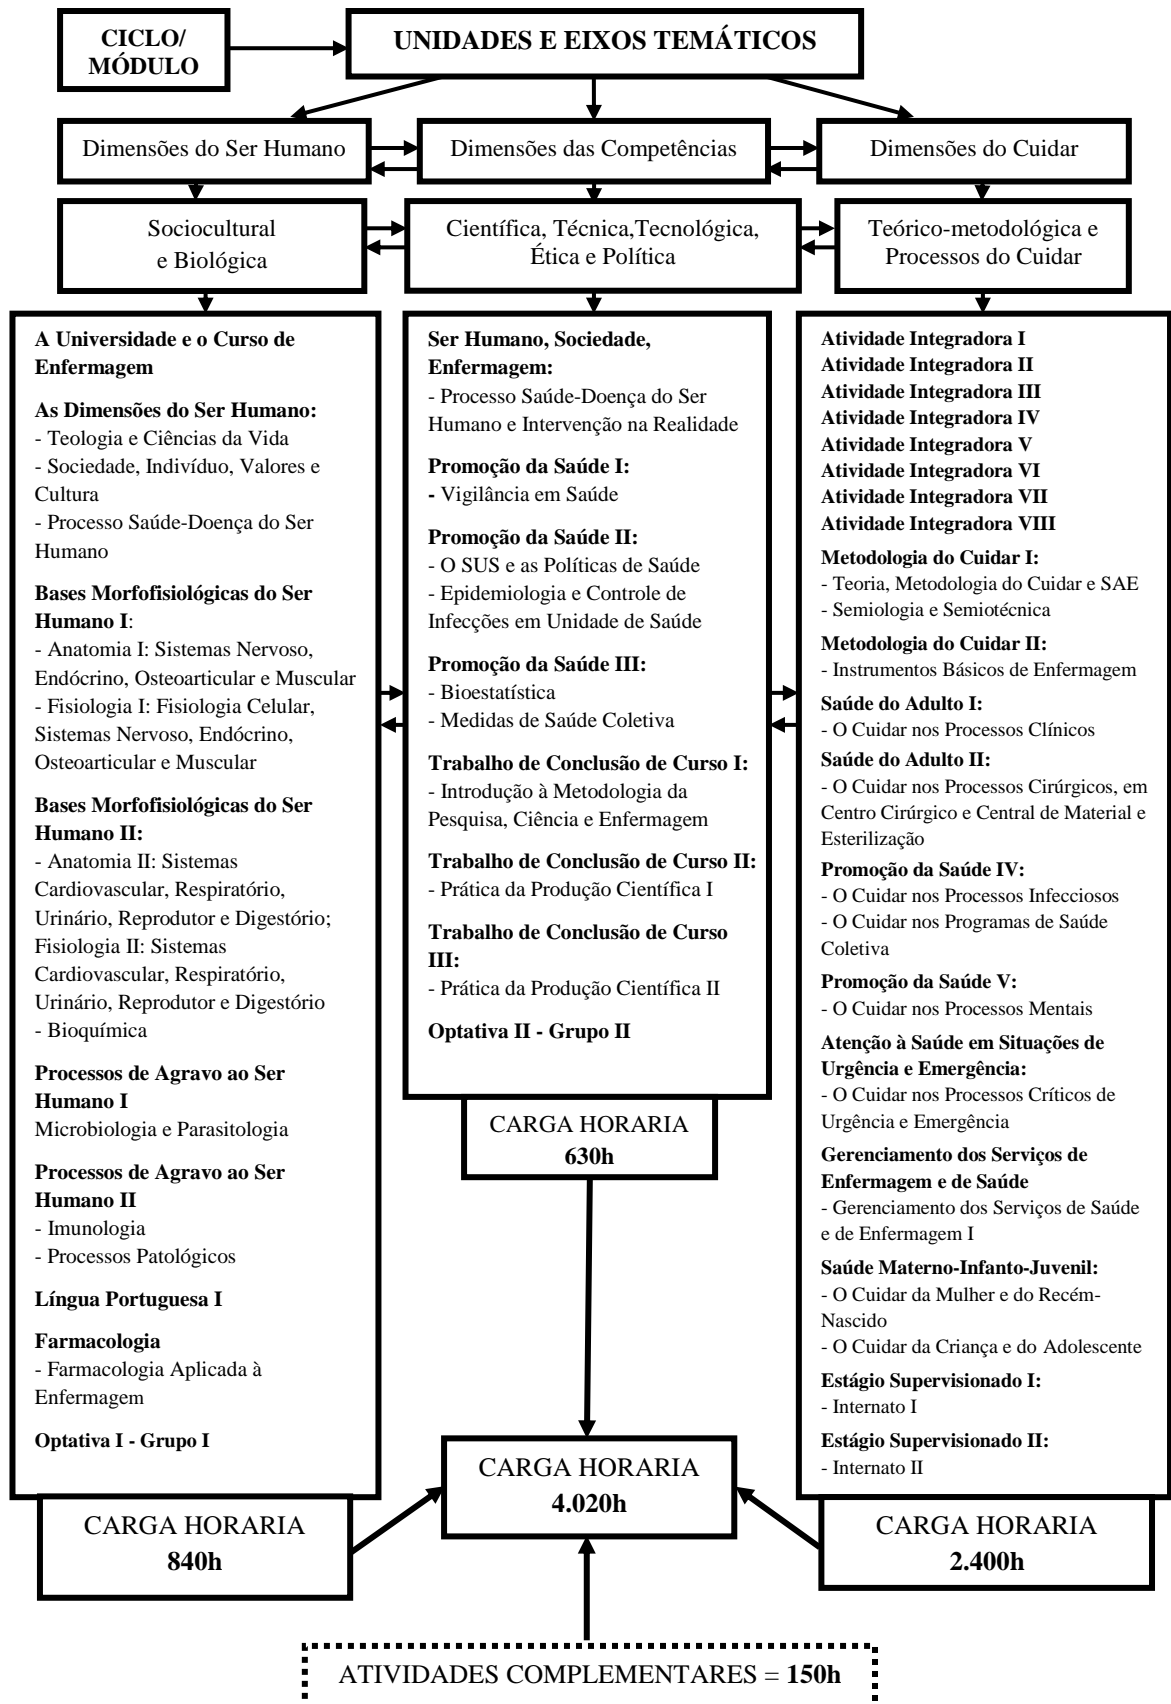 CICLO/
MÓDULO
UNIDADES E EIXOS TEMÁTICOS
Dimensões do Ser Humano
Dimensões das Competências
Dimensões do Cuidar
Sociocultural
e Biológica
Científica, Técnica,Tecnológica,
Ética e Política
Teórico-metodológica e
Processos do Cuidar
A Universidade e o Curso de
Enfermagem
As Dimensões do Ser Humano:
- Teologia e Ciências da Vida
- Sociedade, Indivíduo, Valores e
Cultura
- Processo Saúde-Doença do Ser
Humano
Bases Morfofisiológicas do Ser
Humano I:
- Anatomia I: Sistemas Nervoso,
Endócrino, Osteoarticular e Muscular
- Fisiologia I: Fisiologia Celular,
Sistemas Nervoso, Endócrino,
Osteoarticular e Muscular
Bases Morfofisiológicas do Ser
Humano II:
- Anatomia II: Sistemas
Cardiovascular, Respiratório,
Urinário, Reprodutor e Digestório;
Fisiologia II: Sistemas
Cardiovascular, Respiratório,
Urinário, Reprodutor e Digestório
- Bioquímica
Processos de Agravo ao Ser
Humano I
Microbiologia e Parasitologia
Processos de Agravo ao Ser
Humano II
- Imunologia
- Processos Patológicos
Língua Portuguesa I
Farmacologia
- Farmacologia Aplicada à
Enfermagem
Optativa I - Grupo I
CARGA HORARIA
840h
Ser Humano, Sociedade,
Enfermagem:
- Processo Saúde-Doença do Ser
Humano e Intervenção na Realidade
Promoção da Saúde I:
- Vigilância em Saúde
Promoção da Saúde II:
- O SUS e as Políticas de Saúde
- Epidemiologia e Controle de
Infecções em Unidade de Saúde
Promoção da Saúde III:
- Bioestatística
- Medidas de Saúde Coletiva
Trabalho de Conclusão de Curso I:
- Introdução à Metodologia da
Pesquisa, Ciência e Enfermagem
Trabalho de Conclusão de Curso II:
- Prática da Produção Científica I
Trabalho de Conclusão de Curso
III:
- Prática da Produção Científica II
Optativa II - Grupo II
CARGA HORARIA
630h
Atividade Integradora I
Atividade Integradora II
Atividade Integradora III
Atividade Integradora IV
Atividade Integradora V
Atividade Integradora VI
Atividade Integradora VII
Atividade Integradora VIII
Metodologia do Cuidar I:
- Teoria, Metodologia do Cuidar e SAE
- Semiologia e Semiotécnica
Metodologia do Cuidar II:
- Instrumentos Básicos de Enfermagem
Saúde do Adulto I:
- O Cuidar nos Processos Clínicos
Saúde do Adulto II:
- O Cuidar nos Processos Cirúrgicos, em
Centro Cirúrgico e Central de Material e
Esterilização
Promoção da Saúde IV:
- O Cuidar nos Processos Infecciosos
- O Cuidar nos Programas de Saúde
Coletiva
Promoção da Saúde V:
- O Cuidar nos Processos Mentais
Atenção à Saúde em Situações de
Urgência e Emergência:
- O Cuidar nos Processos Críticos de
Urgência e Emergência
Gerenciamento dos Serviços de
Enfermagem e de Saúde
- Gerenciamento dos Serviços de Saúde
e de Enfermagem I
Saúde Materno-Infanto-Juvenil:
- O Cuidar da Mulher e do Recém-
Nascido
- O Cuidar da Criança e do Adolescente
Estágio Supervisionado I:
- Internato I
Estágio Supervisionado II:
- Internato II
CARGA HORARIA
2.400h
CARGA HORARIA
4.020h
ATIVIDADES COMPLEMENTARES = 150h